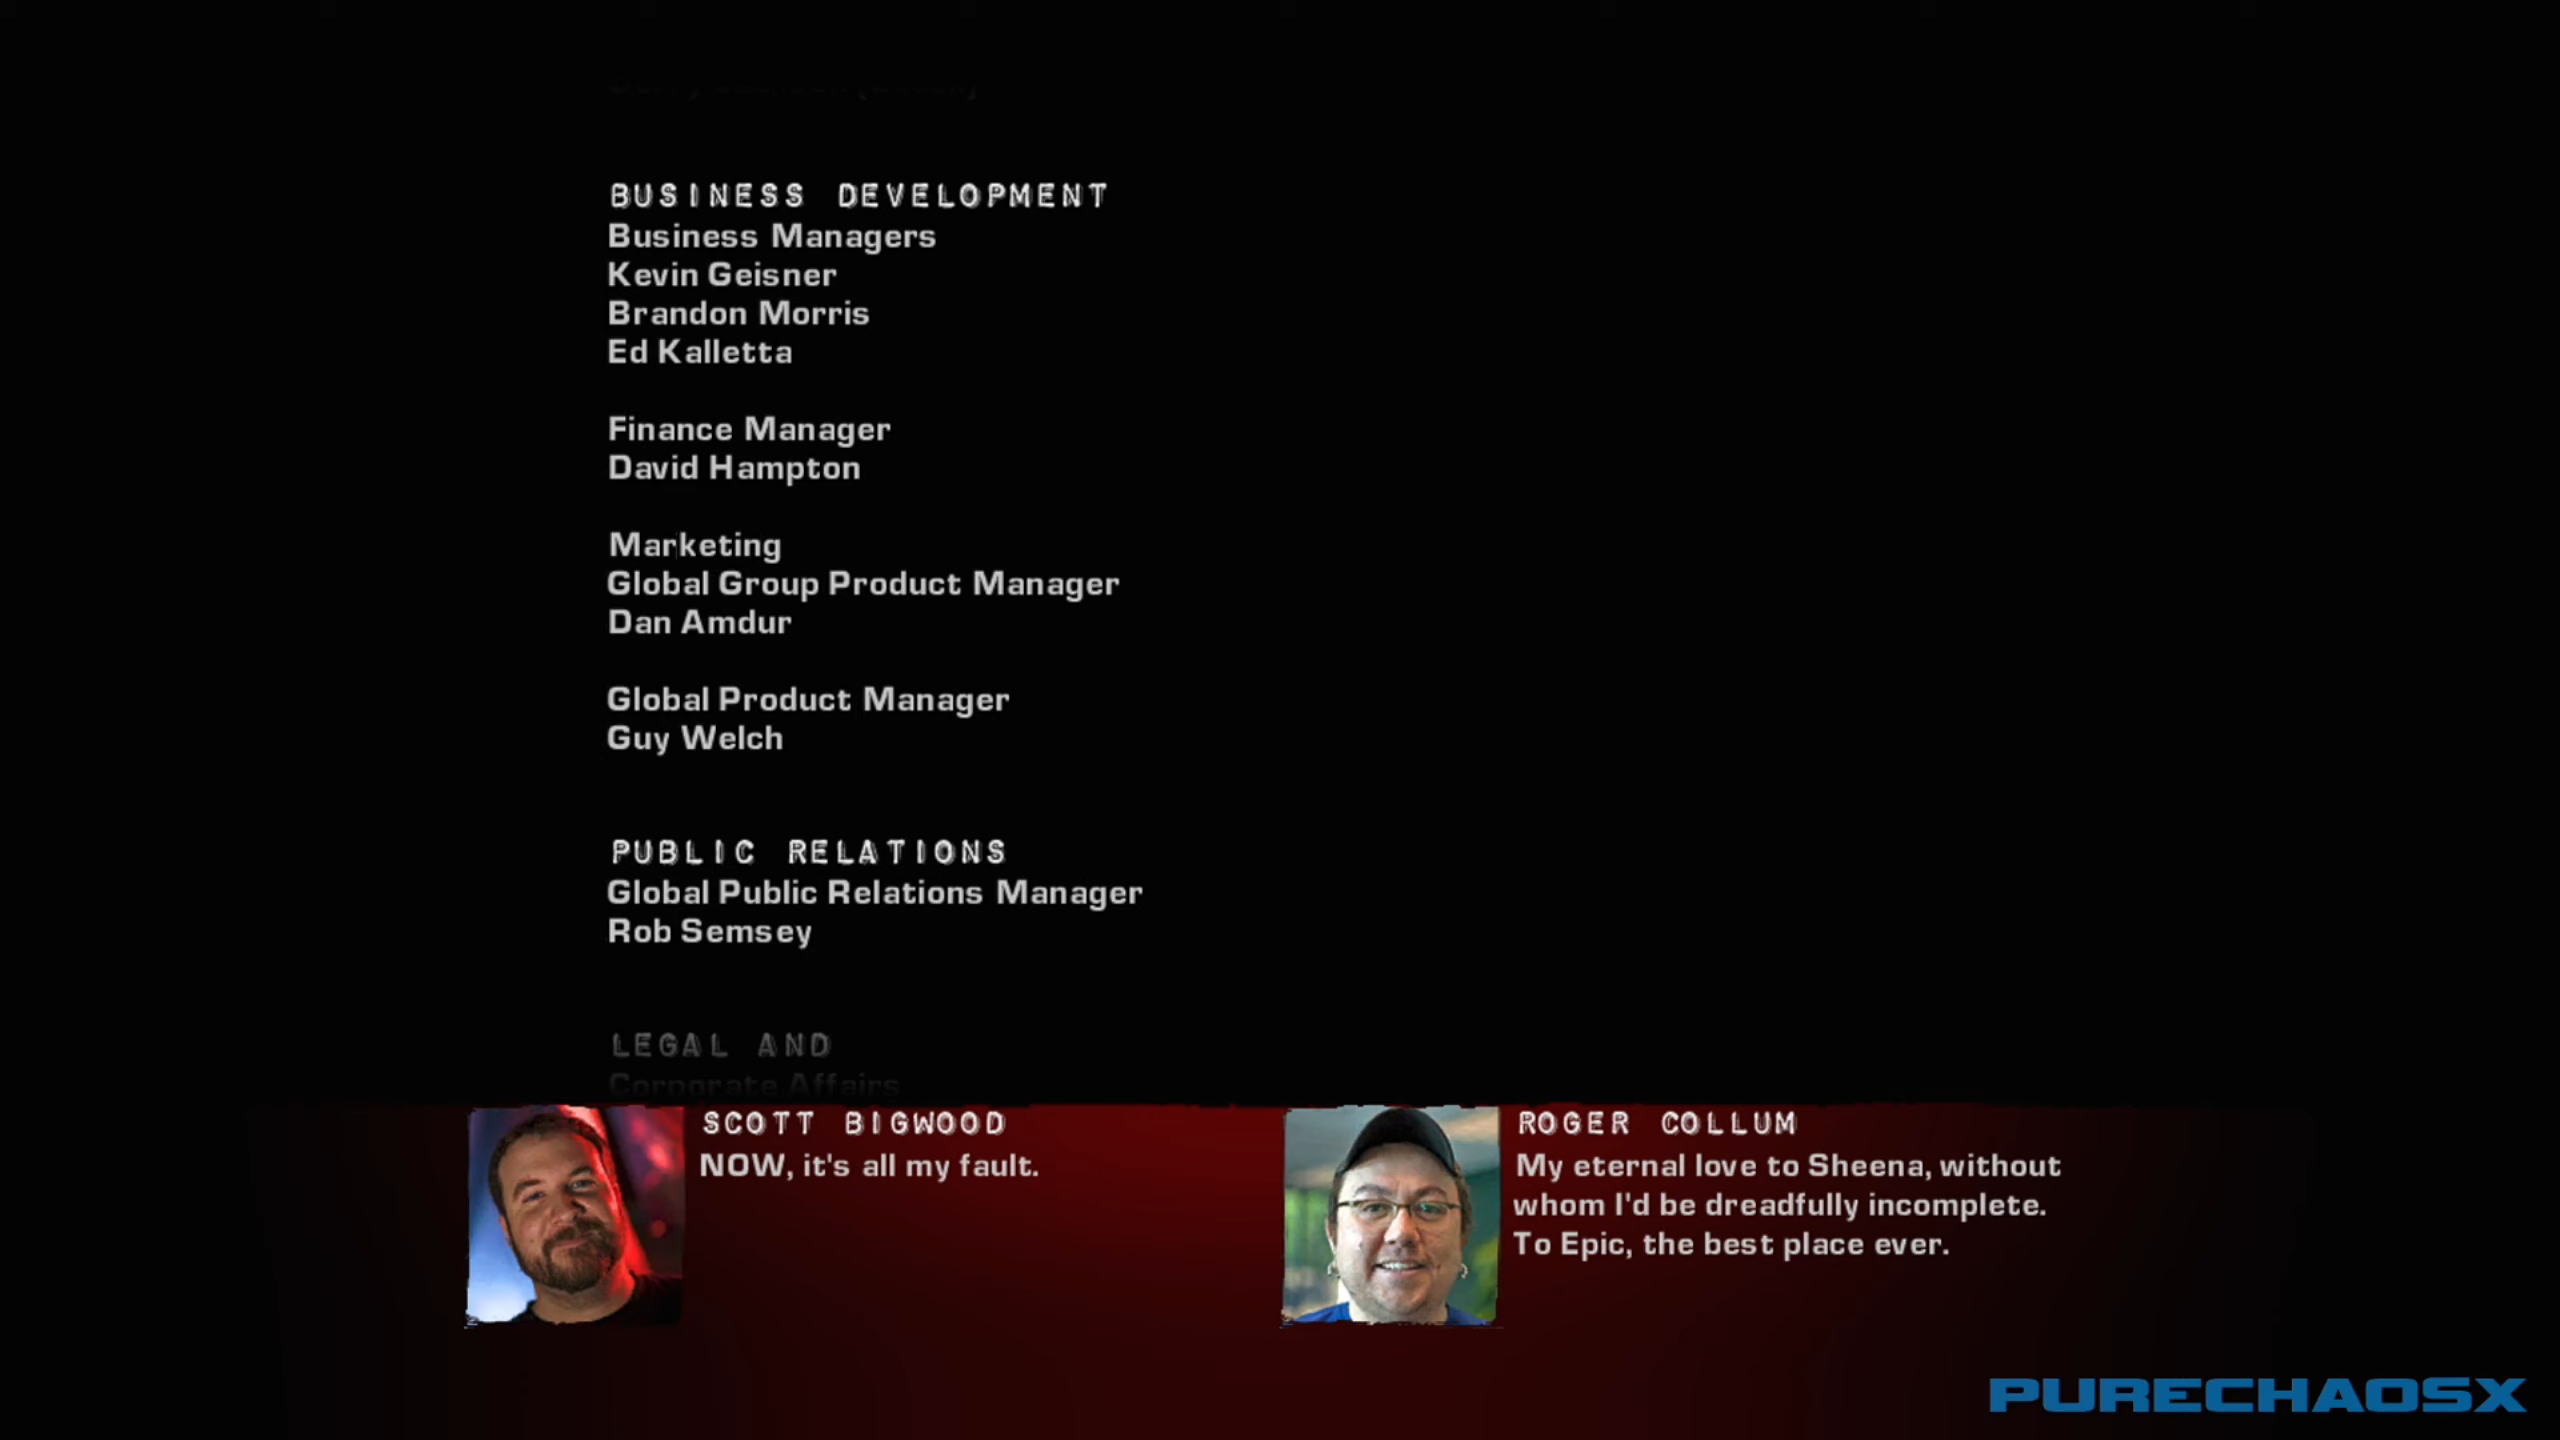 BUSINESS DEVELOPMENT
Business Managers
Kevin Geisner
Brandon Morris
Ed Kalletta
Finance Manager
David Hampton
Marketing
Global Group Product Manager
Dan Amdur
Global Product Manager
Guy Welch
PUBLIC RELATIONS
Global Public Relations Manager
Rob Semsey
LEGAL AND
Corporate Affairs
SCOTT BIGWOOD
NOW, it's all my fault.
ROGER COLLUM
My eternal love to Sheena, without
whom I'd be dreadfully incomplete.
To Epic, the best place ever.
PURECHAOSX